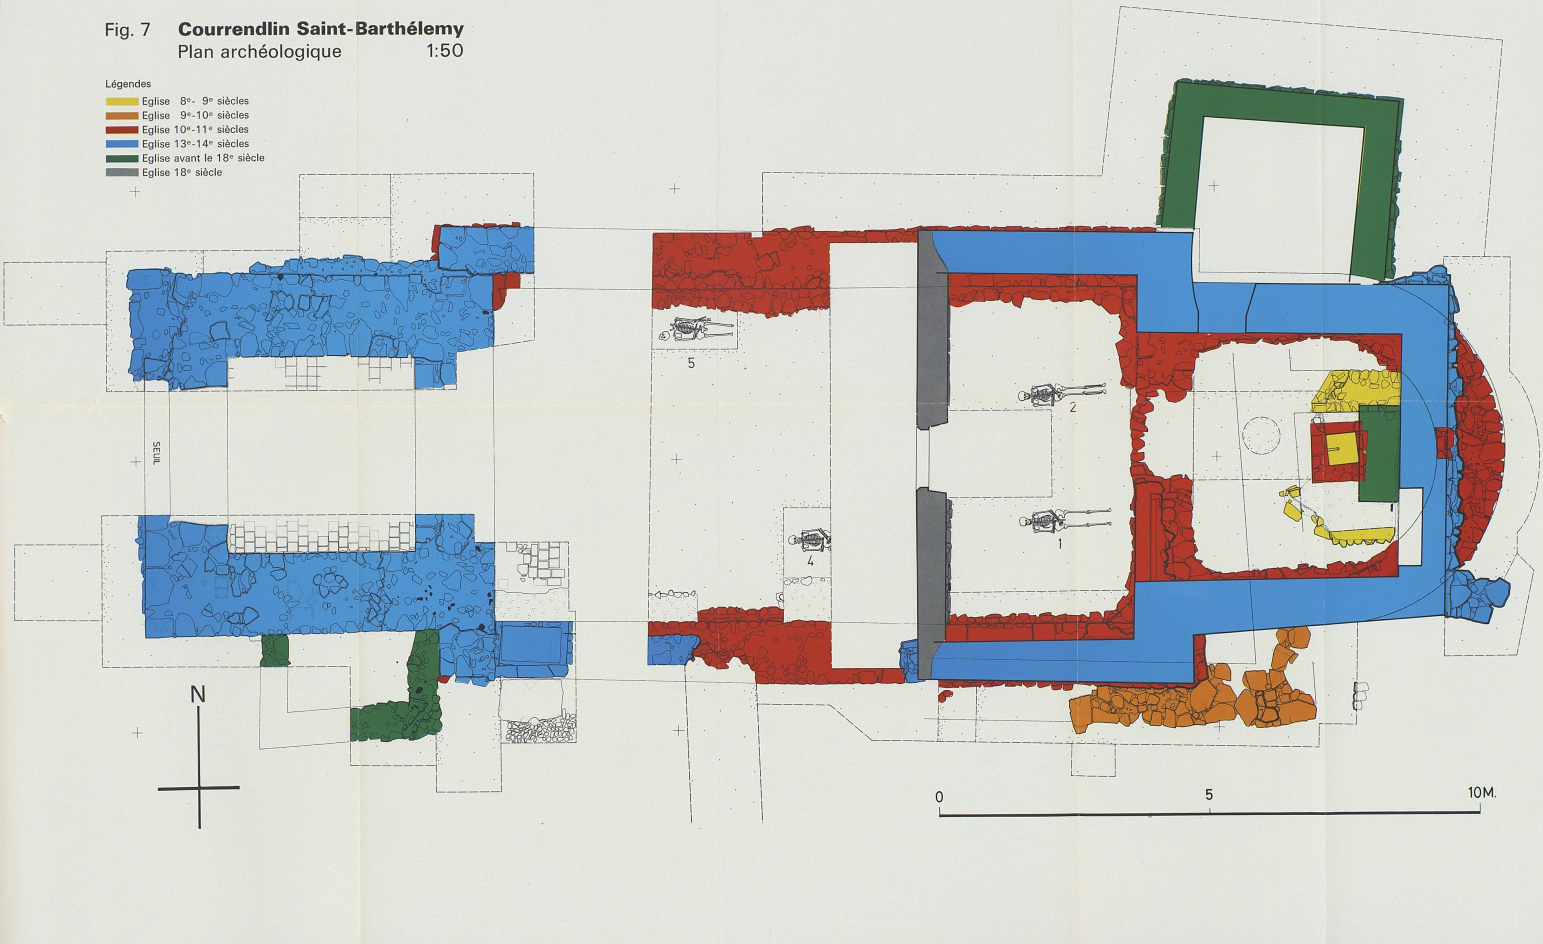 Fig. 7 Courrendlin Saint-Barthélemy
Plan archéologique 1:50
Légendes
Eglise 8e- 9e siècles
Eglise 9e-10e siècles
Eglise 10e-11e siècles
Eglise 13e-14e siècles
Eglise avant le 18e siècle
Eglise 18e siècle
5
2
SEUIL
1
4
N
0 5 10M.